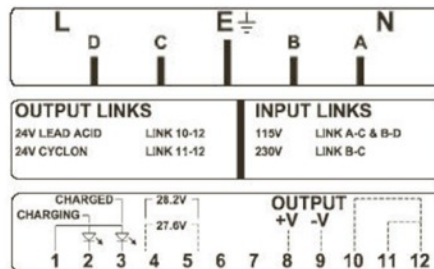 L E N
D C B A
OUTPUT LINKS
24V LEAD ACID LINK 10-12
24V CYCLON LINK 11-12
INPUT LINKS
115V LINK A-C & B-D
230V LINK B-C
CHARGED
CHARGING
28.2V
27.6V
OUTPUT
+V -V
1 2 3 4 5 6 7 8 9 10 11 12